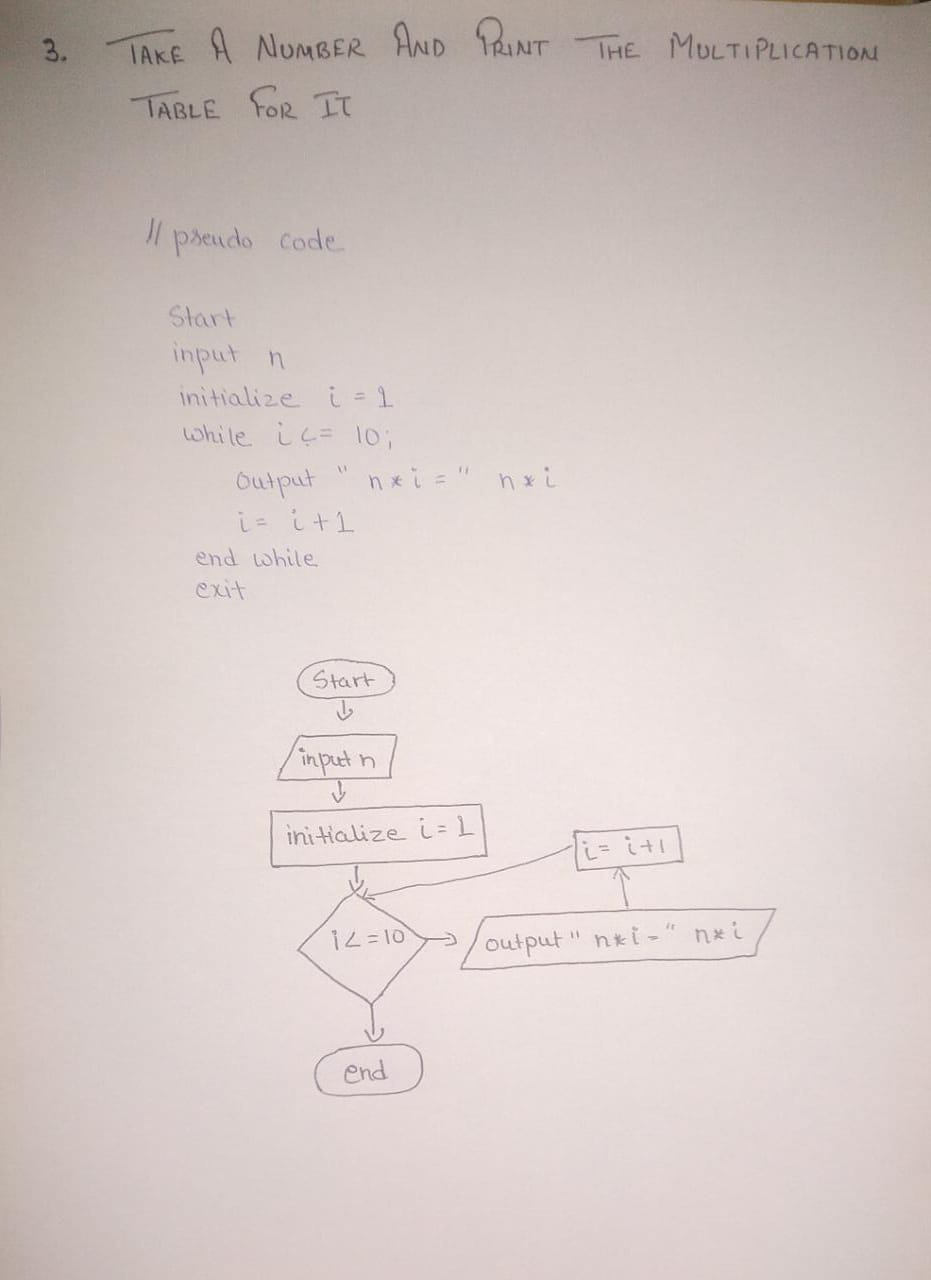 3. TAKE A NUMBER AND PRINT THE MULTIPLICATION
TABLE FOR IT
// pseudo code
Start
input n
initialize i = 1
while i <= 10;
output " n*i = " n*i
i = i+1
end while
exit
Start
input n
initialize i = 1
i = i+1
i <= 10
output " n*i = " n*i
end